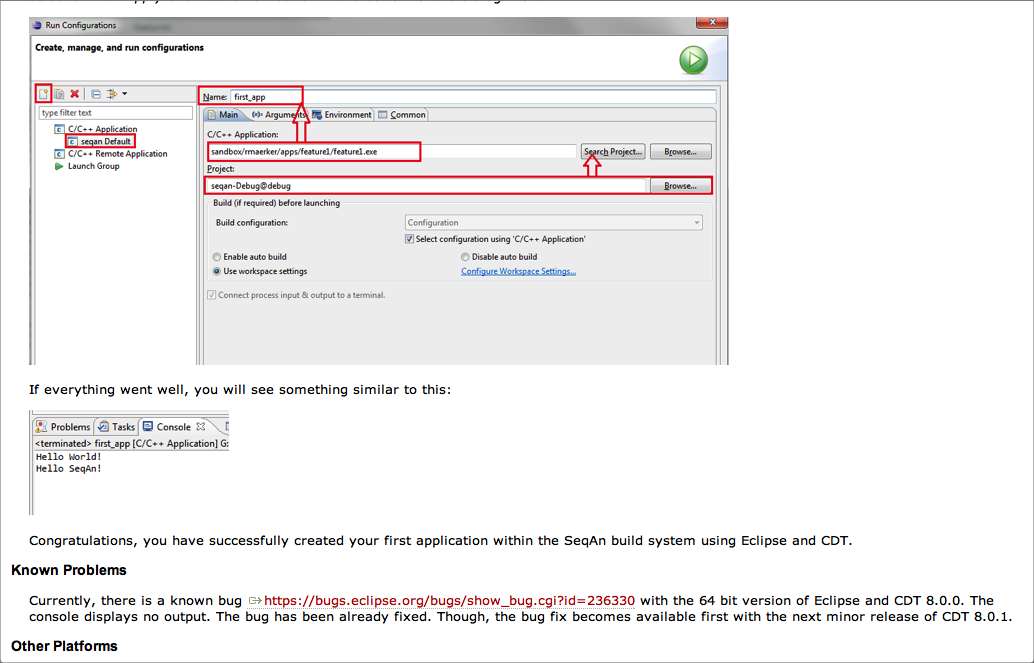 Run Configurations
Create, manage, and run configurations
Name: first_app
type filter text
Main Arguments Environment Common
C/C++ Application
seqan Default
C/C++ Remote Application
Launch Group
C/C++ Application:
sandbox/rmaerker/apps/feature1/feature1.exe Search Project... Browse...
Project:
seqan-Debug@debug Browse...
Build (if required) before launching
Build configuration: Configuration
Select configuration using 'C/C++ Application'
Enable auto build Disable auto build
Use workspace settings Configure Workspace Settings...
Connect process input & output to a terminal.
If everything went well, you will see something similar to this:
Problems Tasks Console
<terminated> first_app [C/C++ Application] G:
Hello World!
Hello SeqAn!
Congratulations, you have successfully created your first application within the SeqAn build system using Eclipse and CDT.
Known Problems
Currently, there is a known bug https://bugs.eclipse.org/bugs/show_bug.cgi?id=236330 with the 64 bit version of Eclipse and CDT 8.0.0. The
console displays no output. The bug has been already fixed. Though, the bug fix becomes available first with the next minor release of CDT 8.0.1.
Other Platforms